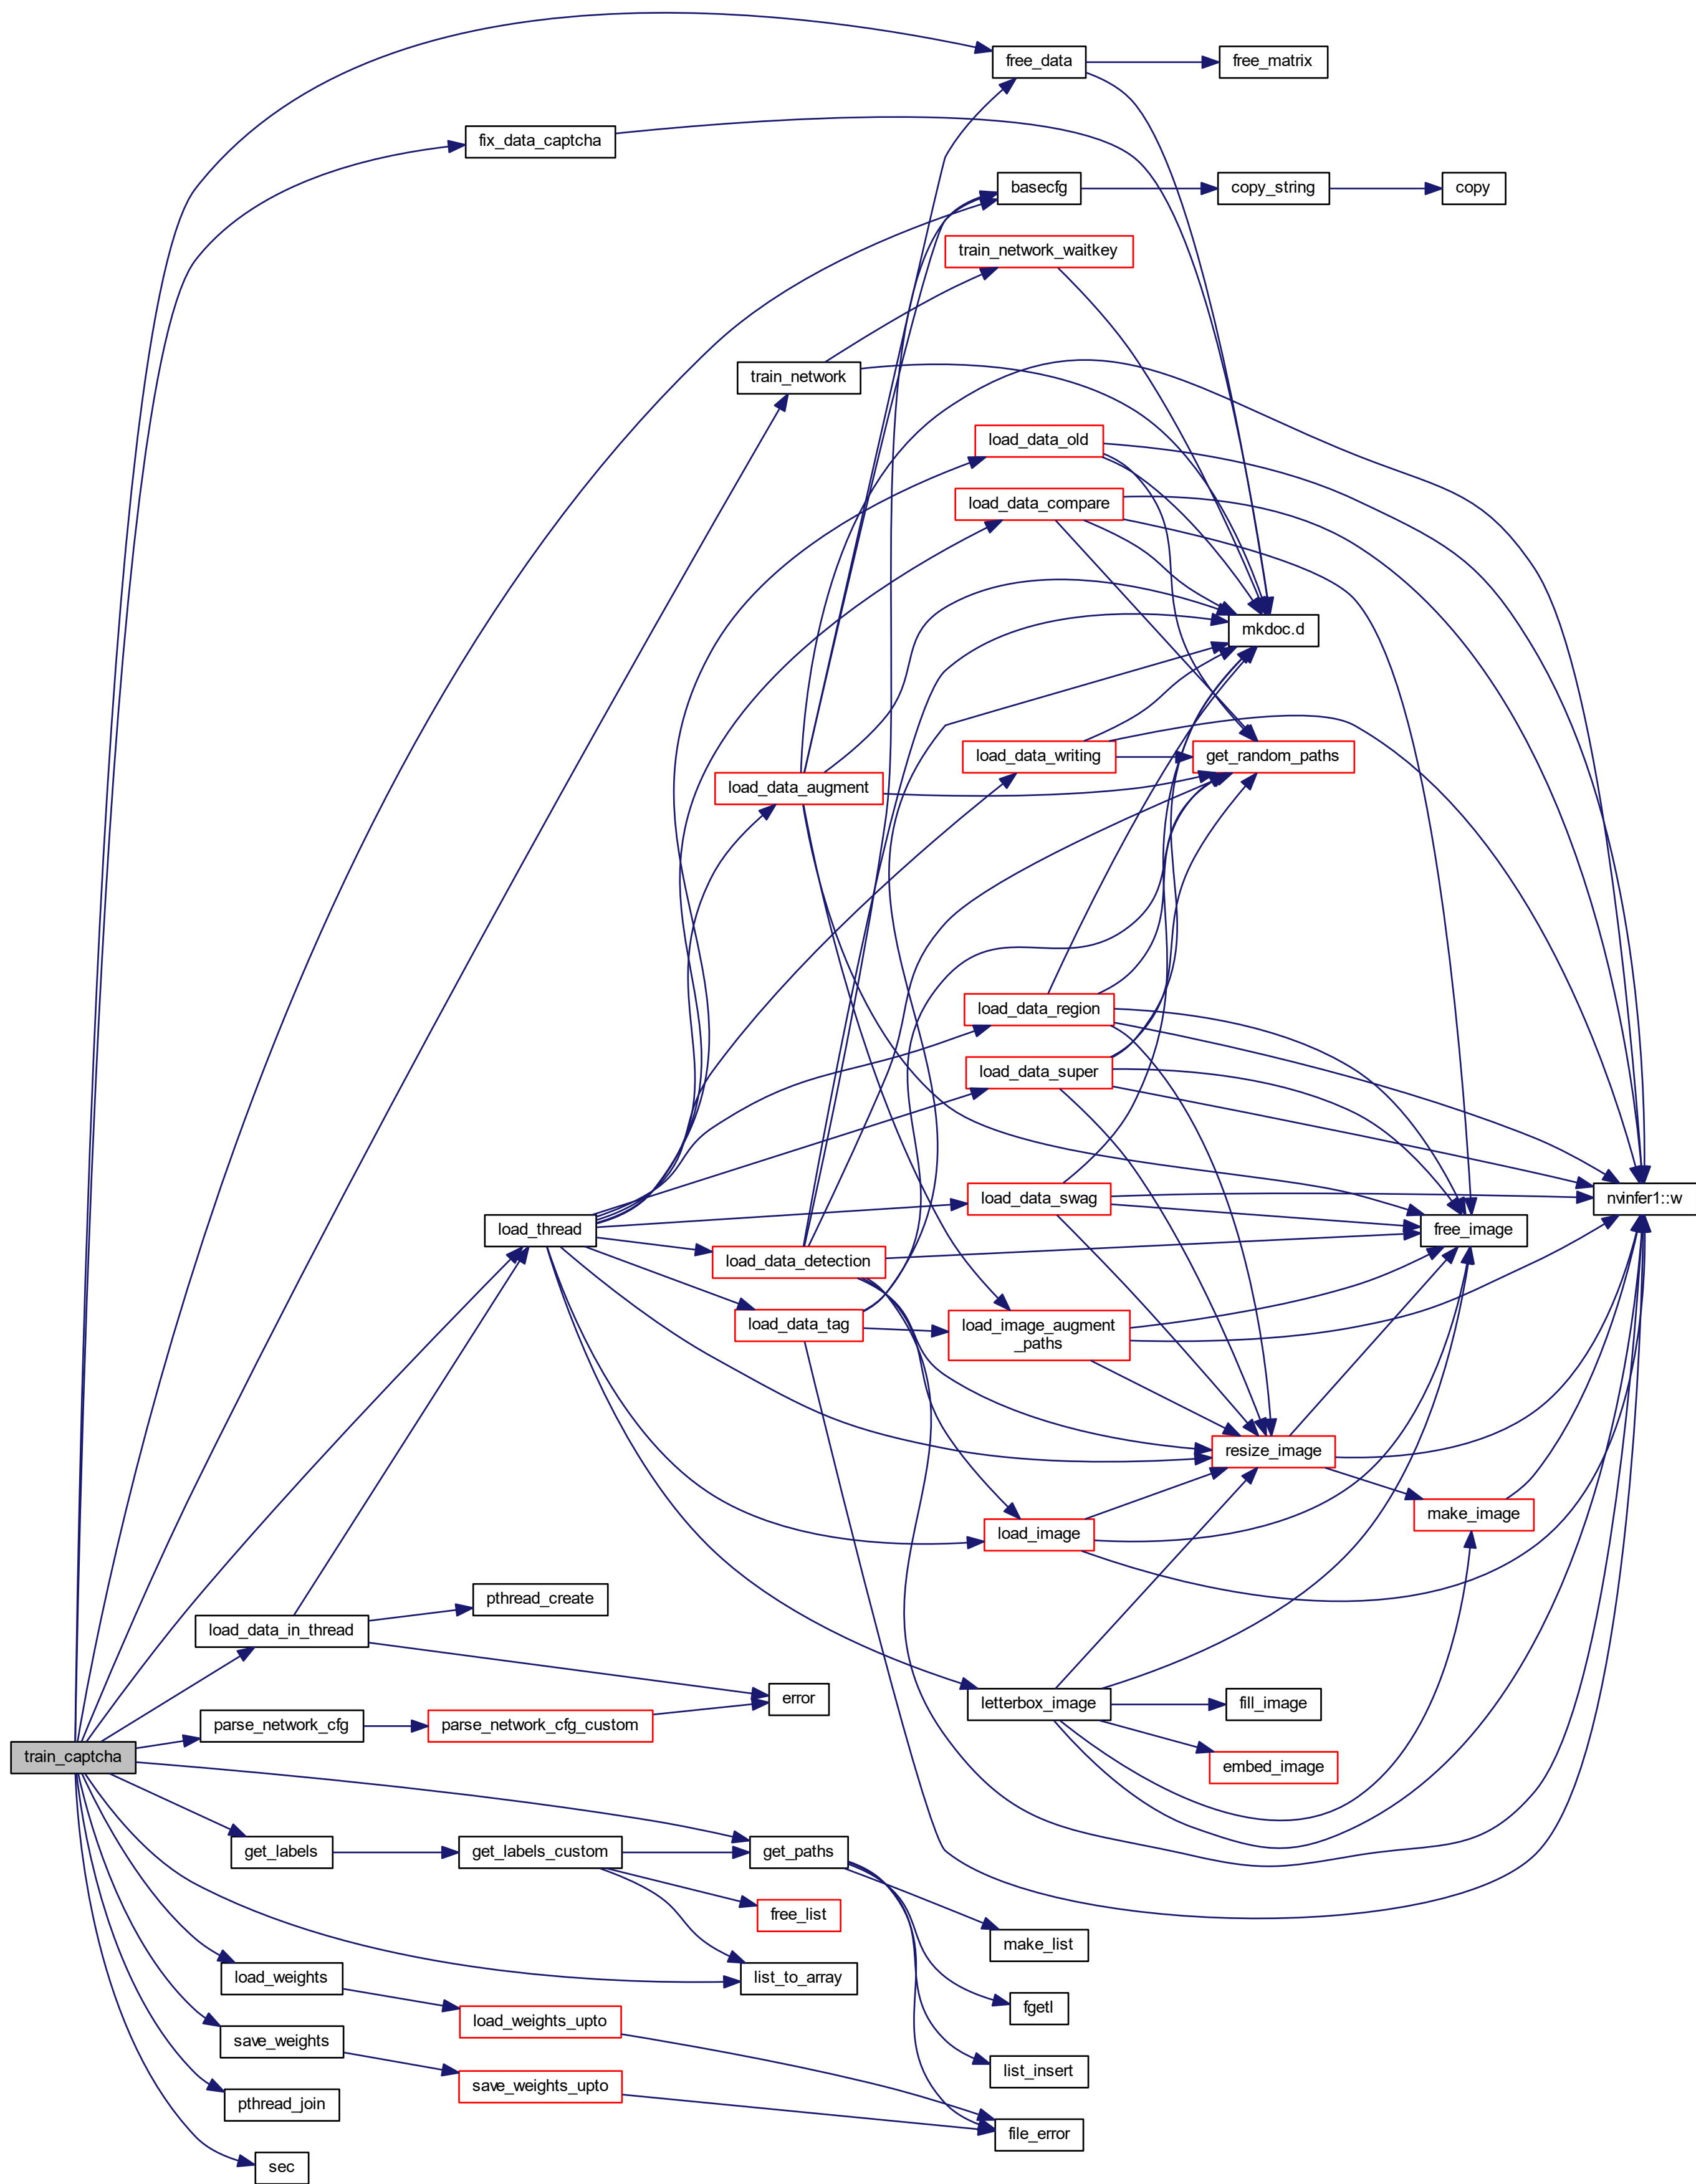 free_data
free_matrix
fix_data_captcha
basecfg
copy_string
copy
train_network_waitkey
train_network
load_data_old
load_data_compare
mkdoc.d
load_data_writing
get_random_paths
load_data_augment
load_data_region
load_data_super
load_data_swag
nvinfer1::w
load_thread
free_image
load_data_detection
load_data_tag
load_image_augment
_paths
resize_image
make_image
load_image
pthread_create
load_data_in_thread
letterbox_image
fill_image
error
parse_network_cfg
parse_network_cfg_custom
train_captcha
embed_image
get_labels
get_labels_custom
get_paths
free_list
make_list
load_weights
list_to_array
fgetl
load_weights_upto
save_weights
list_insert
save_weights_upto
pthread_join
file_error
sec